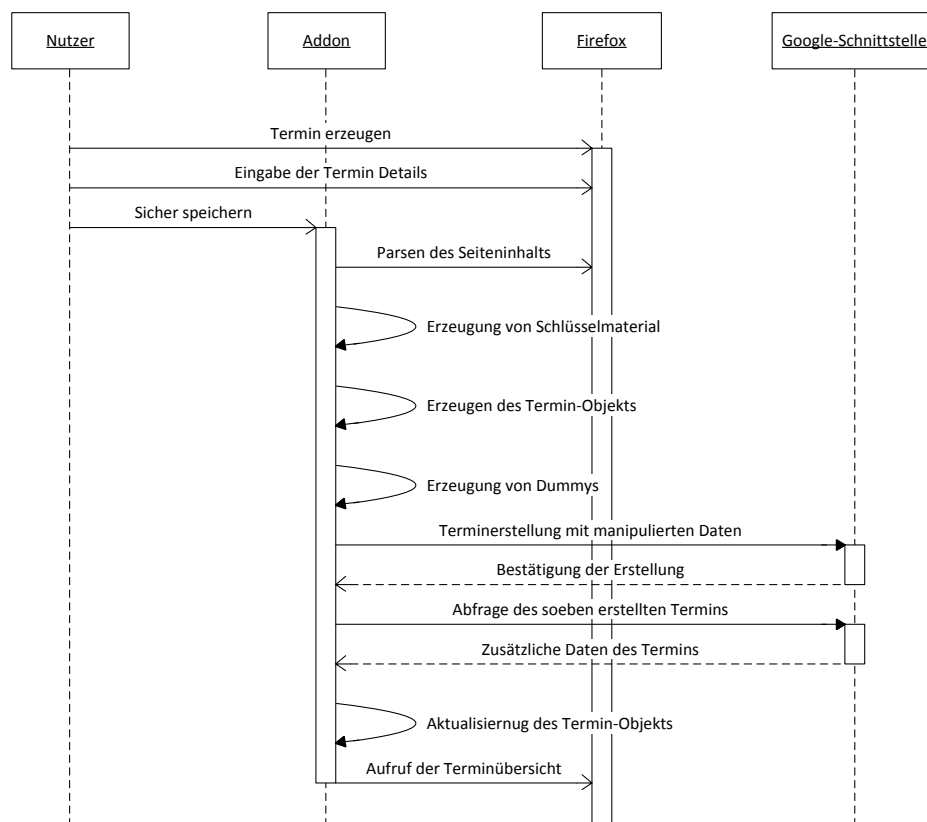 Nutzer
Addon
Firefox
Google-Schnittstelle
Termin erzeugen
Eingabe der Termin Details
Sicher speichern
Parsen des Seiteninhalts
Erzeugung von Schlüsselmaterial
Erzeugen des Termin-Objekts
Erzeugung von Dummys
Terminerstellung mit manipulierten Daten
Bestätigung der Erstellung
Abfrage des soeben erstellten Termins
Zusätzliche Daten des Termins
Aktualisiernug des Termin-Objekts
Aufruf der Terminübersicht